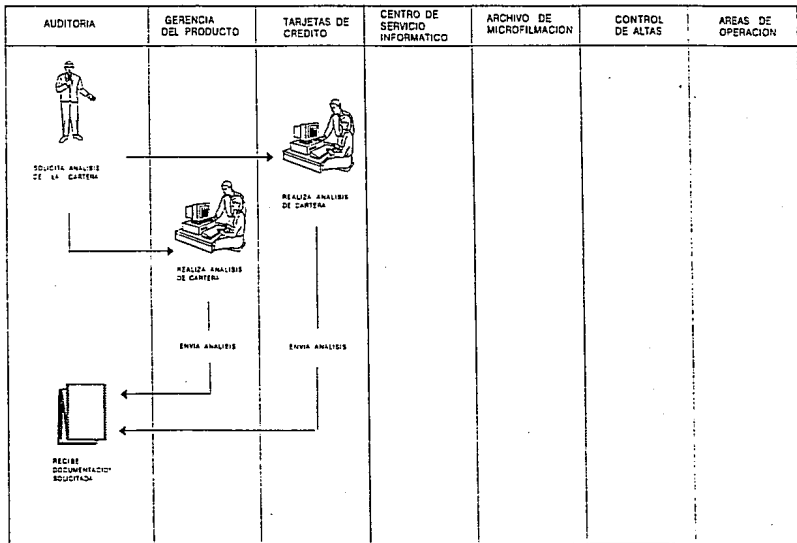 AUDITORIA
GERENCIA
DEL PRODUCTO
TARJETAS DE
CREDITO
CENTRO DE
SERVICIO
INFORMATICO
ARCHIVO DE
MICROFILMACION
CONTROL
DE ALTAS
AREAS DE
OPERACION
SOLICITA ANALISIS
DE LA CARTERA
REALIZA ANALISIS
DE CARTERA
REALIZA ANALISIS
DE CARTERA
ENVIA ANALISIS
ENVIA ANALISIS
RECIBE
DOCUMENTACION
SOLICITADA